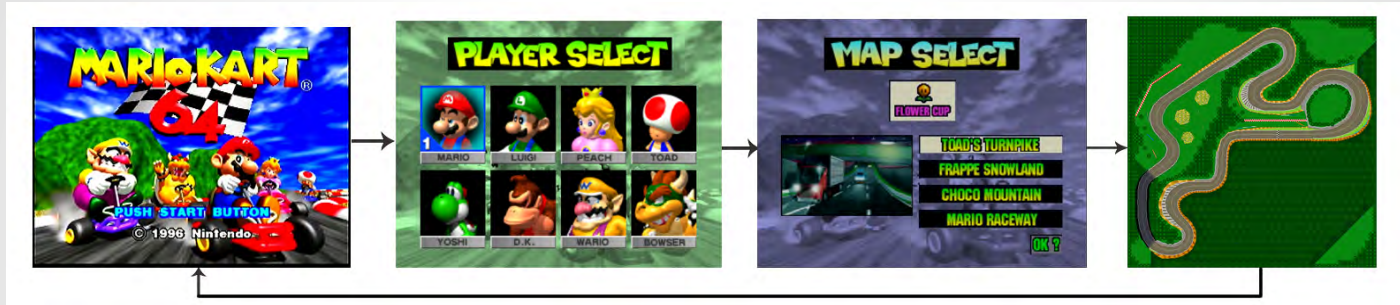 MARIO KART
®
64
PUSH START BUTTON
© 1996 Nintendo.
PLAYER SELECT
1
MARIO LUIGI PEACH TOAD
YOSHI D.K. WARIO BOWSER
MAP SELECT
FLOWER CUP
TOAD'S TURNPIKE
FRAPPE SNOWLAND
CHOCO MOUNTAIN
MARIO RACEWAY
OK ?